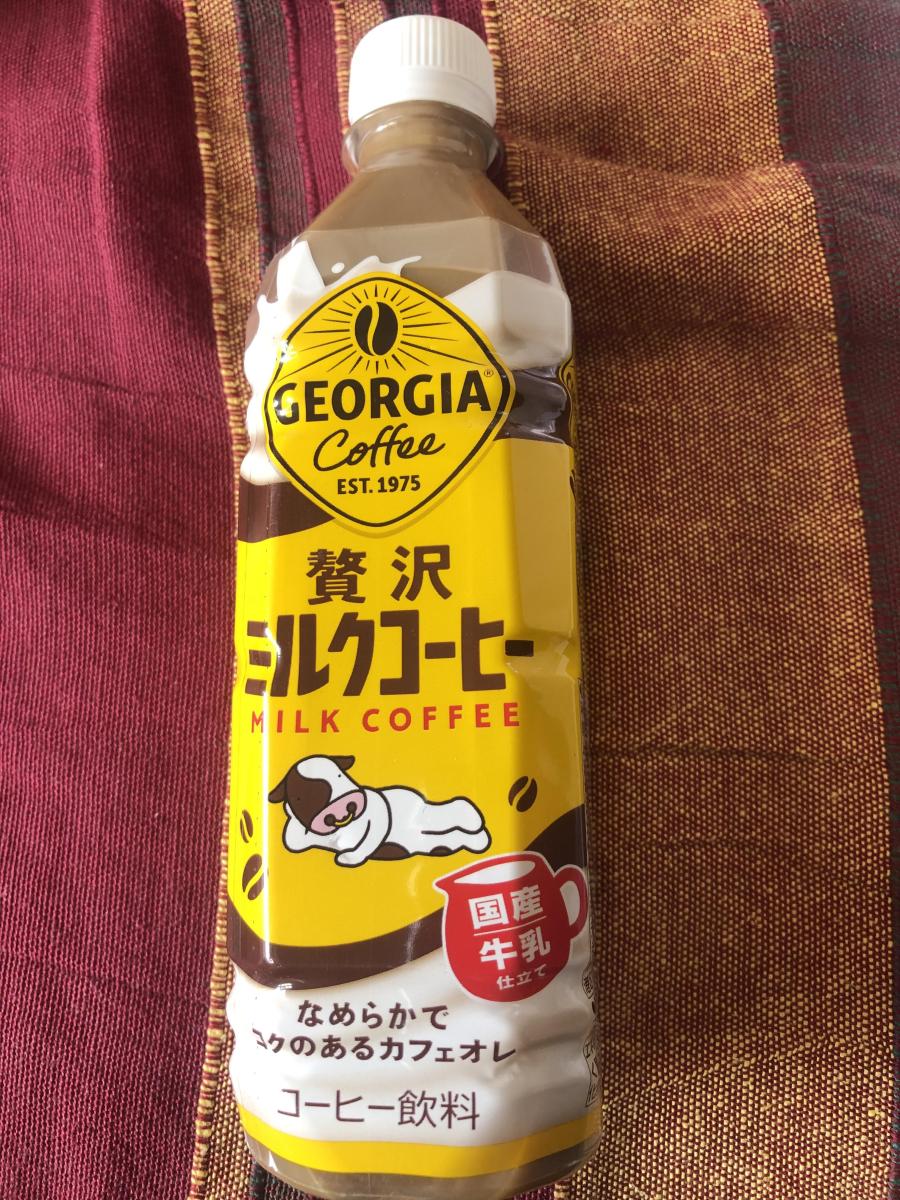 GEORGIA®
Coffee
EST. 1975
贅沢
ミルクコーヒー
MILK COFFEE
国産
牛乳
仕立て
なめらかで
コクのあるカフェオレ
コーヒー飲料